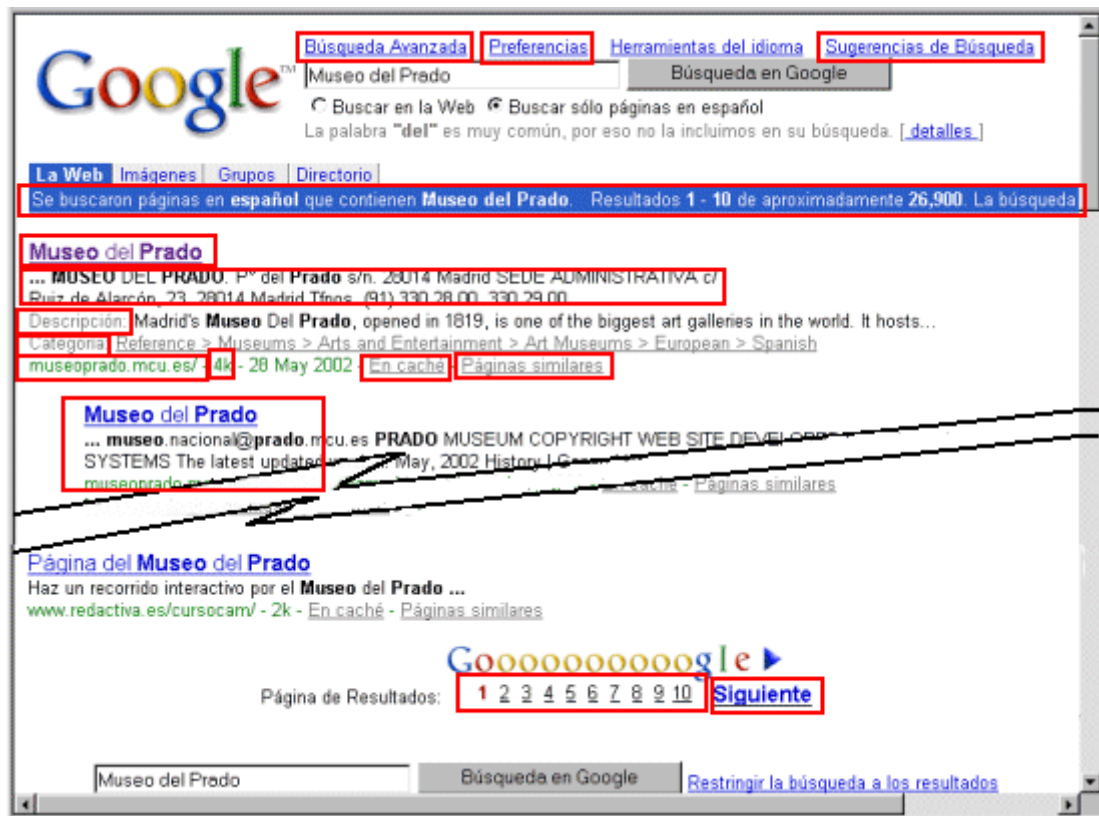 Búsqueda Avanzada Preferencias Herramientas del idioma Sugerencias de Búsqueda
Google™
Museo del Prado Búsqueda en Google
Buscar en la Web Buscar sólo páginas en español
La palabra "del" es muy común, por eso no la incluimos en su búsqueda. [ detalles ]
La Web Imágenes Grupos Directorio
Se buscaron páginas en español que contienen Museo del Prado. Resultados 1 - 10 de aproximadamente 26,900. La búsqueda
Museo del Prado
... MUSEO DEL PRADO. Pº del Prado s/n. 28014 Madrid SEDE ADMINISTRATIVA c/
Ruiz de Alarcón, 23. 28014 Madrid Tfnos. (91) 330 28 00, 330 29 00
Descripción: Madrid's Museo Del Prado, opened in 1819, is one of the biggest art galleries in the world. It hosts...
Categoría: Reference > Museums > Arts and Entertainment > Art Museums > European > Spanish
museoprado.mcu.es/ - 4k - 28 May 2002 - En caché - Páginas similares
Museo del Prado
... museo.nacional@prado.mcu.es PRADO MUSEUM COPYRIGHT WEB SITE
SYSTEMS The latest updated May, 2002 History |
En caché - Páginas similares
Página del Museo del Prado
Haz un recorrido interactivo por el Museo del Prado ...
www.redactiva.es/cursocam/ - 2k - En caché - Páginas similares
Goooooooooogle
Página de Resultados: 1 2 3 4 5 6 7 8 9 10 Siguiente
Museo del Prado Búsqueda en Google Restringir la búsqueda a los resultados